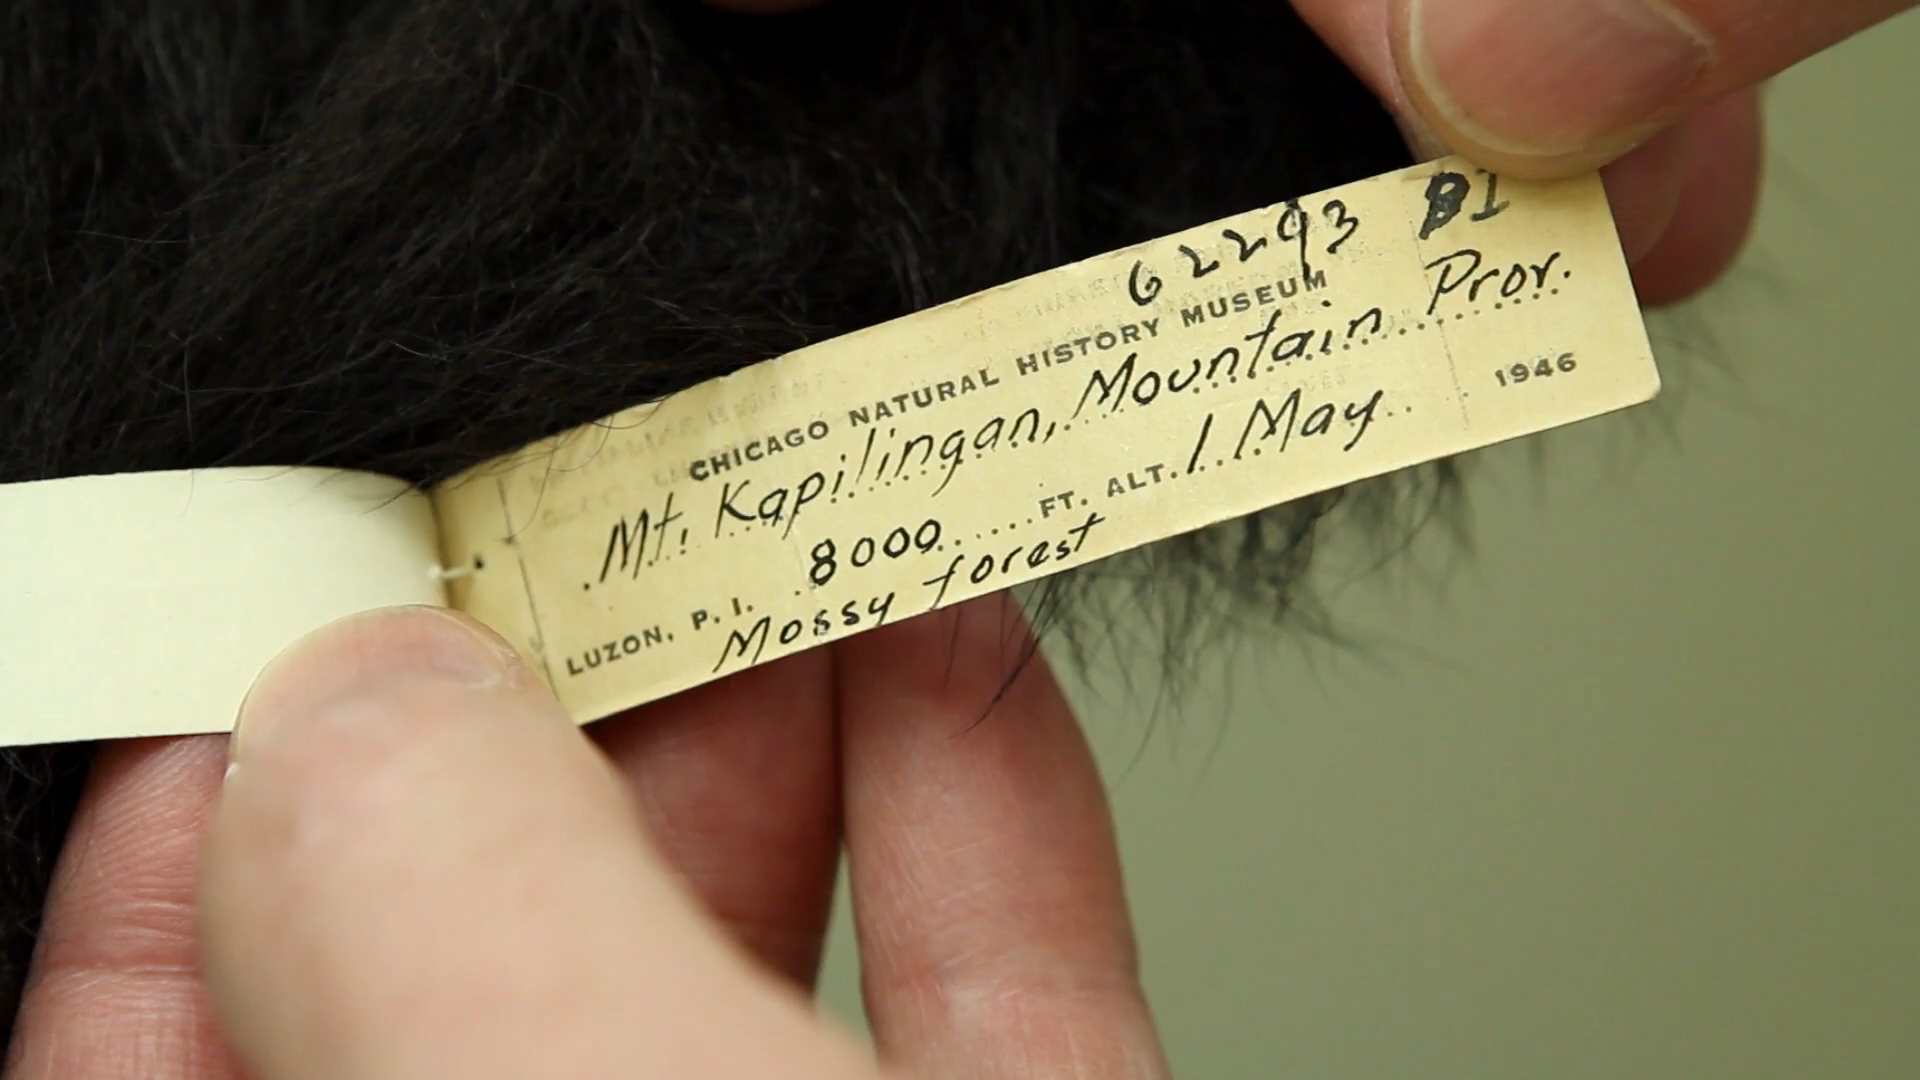 62293 BI
CHICAGO NATURAL HISTORY MUSEUM
Mt. Kapilingan, Mountain Prov.
LUZON, P. I. 8000 FT. ALT. 1 May 1946
Mossy forest